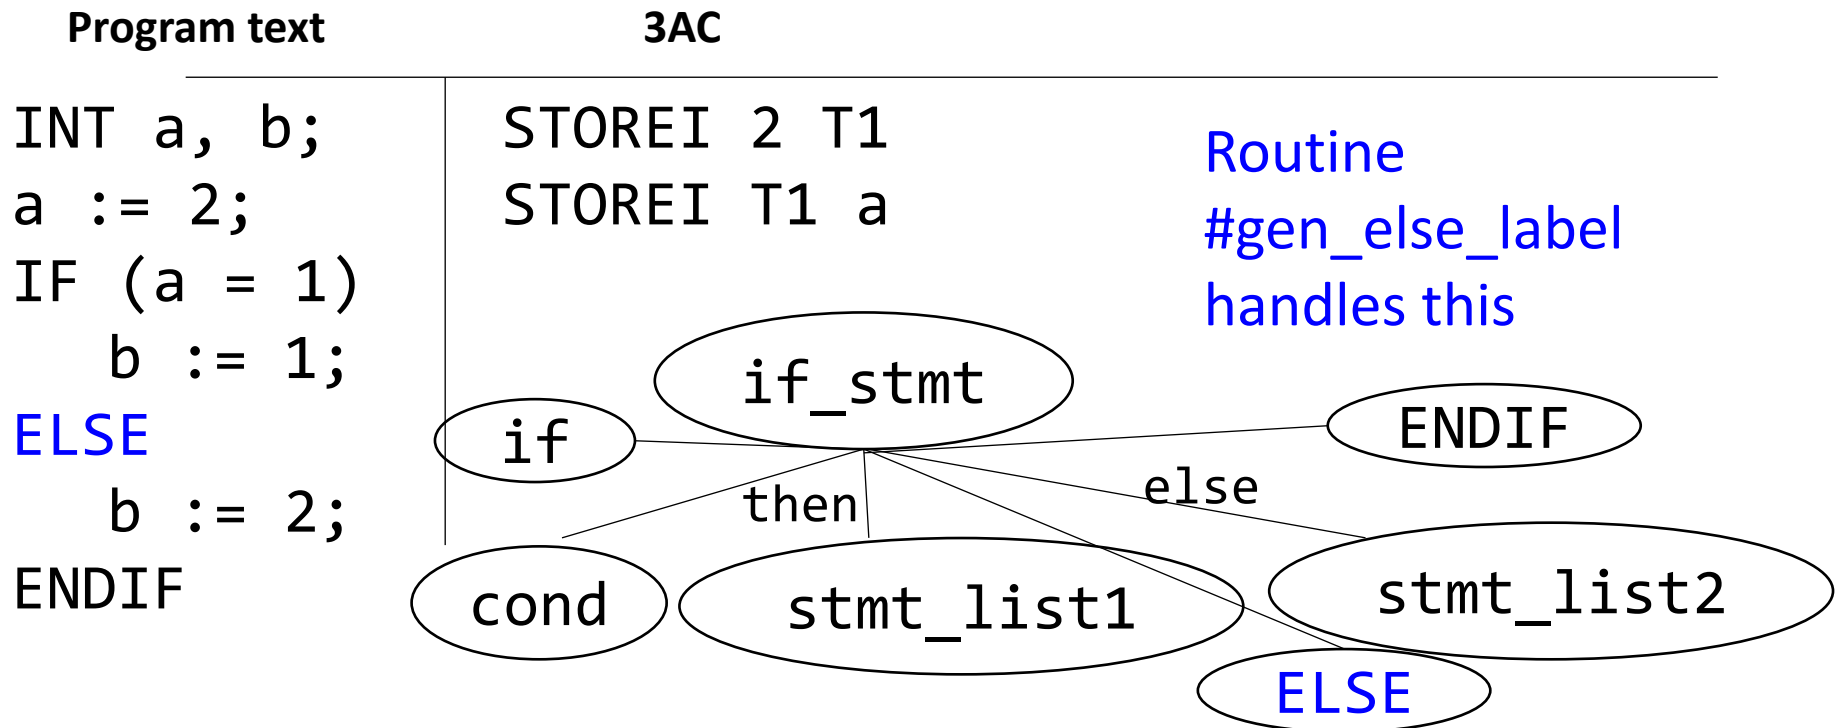 Program text
3AC
INT a, b;
a := 2;
IF (a = 1)
b := 1;
ELSE
b := 2;
ENDIF
STOREI 2 T1
STOREI T1 a
Routine
#gen_else_label
handles this
if_stmt
if
ENDIF
then
else
cond
stmt_list1
stmt_list2
ELSE